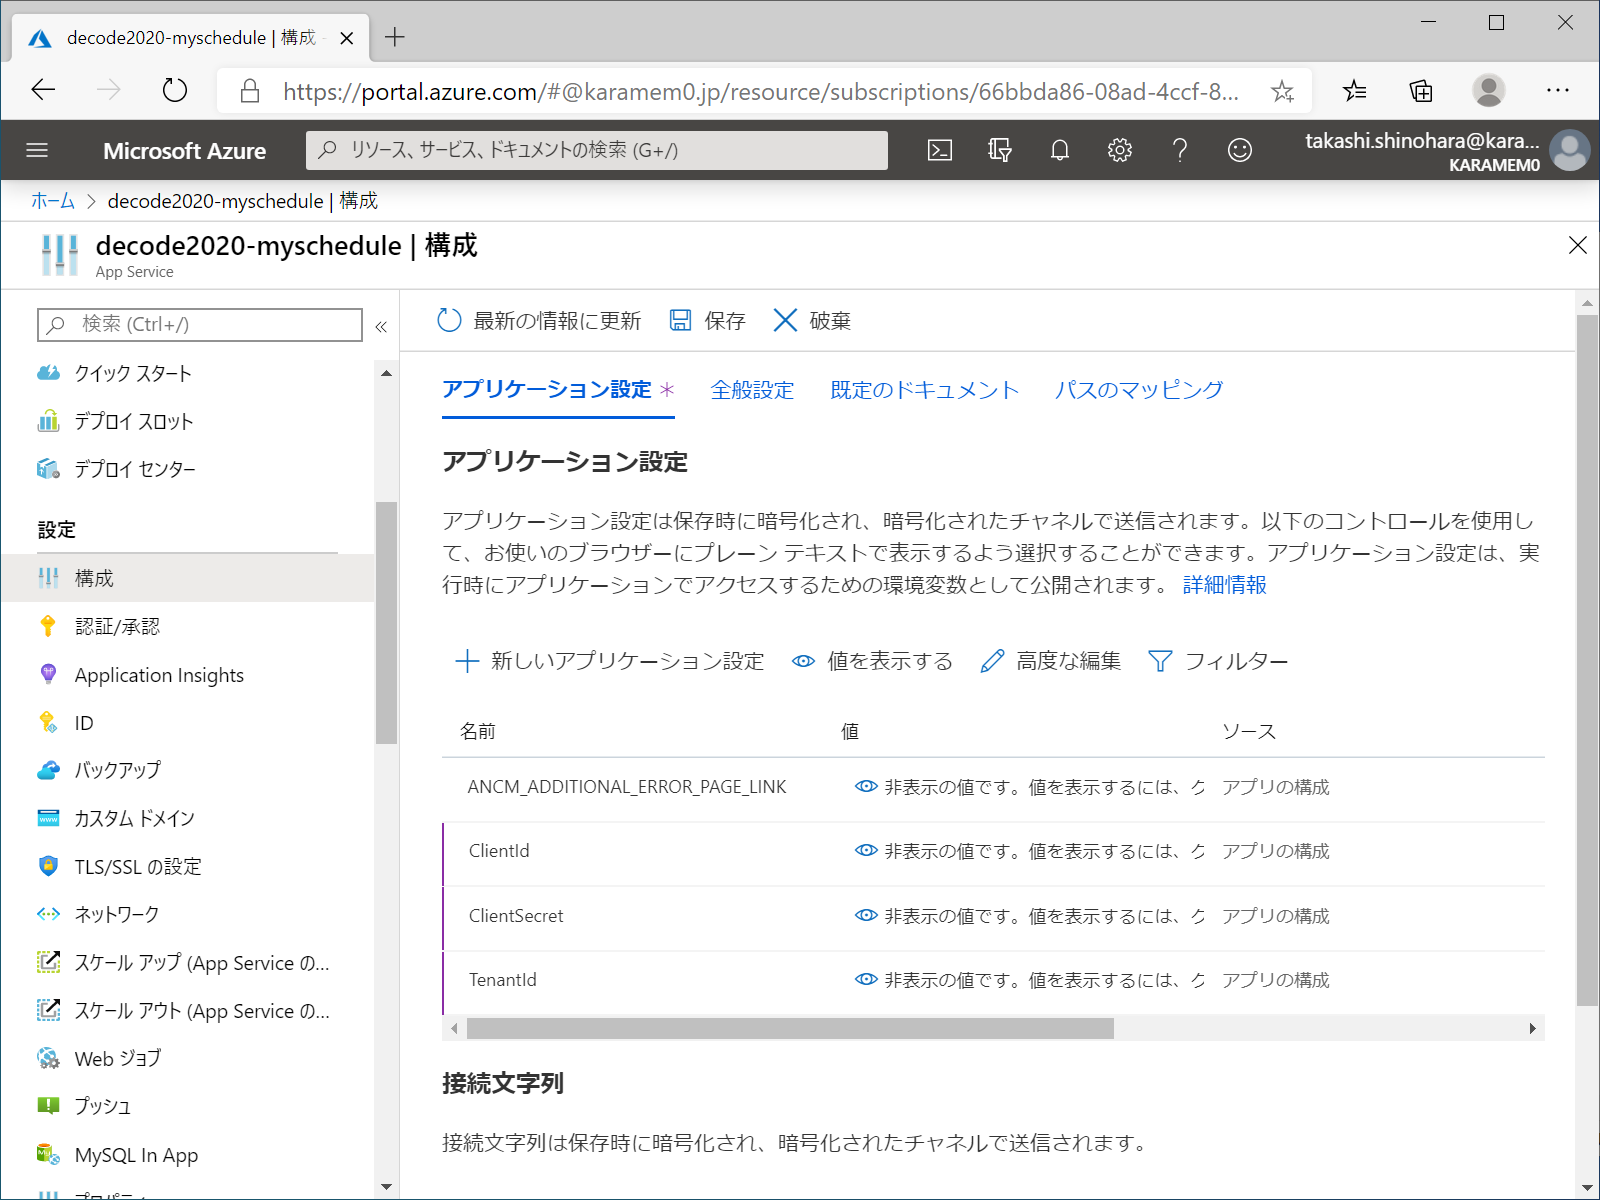 decode2020-myschedule | 構成
https://portal.azure.com/#@karamem0.jp/resource/subscriptions/66bbda86-08ad-4ccf-8...
Microsoft Azure
リソース、サービス、ドキュメントの検索 (G+/)
takashi.shinohara@kara...
KARAMEM0
ホーム > decode2020-myschedule | 構成
decode2020-myschedule | 構成
App Service
検索 (Ctrl+/)
«
クイック スタート
デプロイ スロット
デプロイ センター
設定
構成
認証/承認
Application Insights
ID
バックアップ
カスタム ドメイン
TLS/SSL の設定
ネットワーク
スケール アップ (App Service の...
スケール アウト (App Service の...
Web ジョブ
プッシュ
MySQL In App
プロパティ
最新の情報に更新 保存 破棄
アプリケーション設定 * 全般設定 既定のドキュメント パスのマッピング
アプリケーション設定
アプリケーション設定は保存時に暗号化され、暗号化されたチャネルで送信されます。以下のコントロールを使用し
て、お使いのブラウザーにプレーン テキストで表示するよう選択することができます。アプリケーション設定は、実
行時にアプリケーションでアクセスするための環境変数として公開されます。 詳細情報
新しいアプリケーション設定 値を表示する 高度な編集 フィルター
名前 値 ソース
ANCM_ADDITIONAL_ERROR_PAGE_LINK 非表示の値です。値を表示するには、ク アプリの構成
ClientId 非表示の値です。値を表示するには、ク アプリの構成
ClientSecret 非表示の値です。値を表示するには、ク アプリの構成
TenantId 非表示の値です。値を表示するには、ク アプリの構成
接続文字列
接続文字列は保存時に暗号化され、暗号化されたチャネルで送信されます。